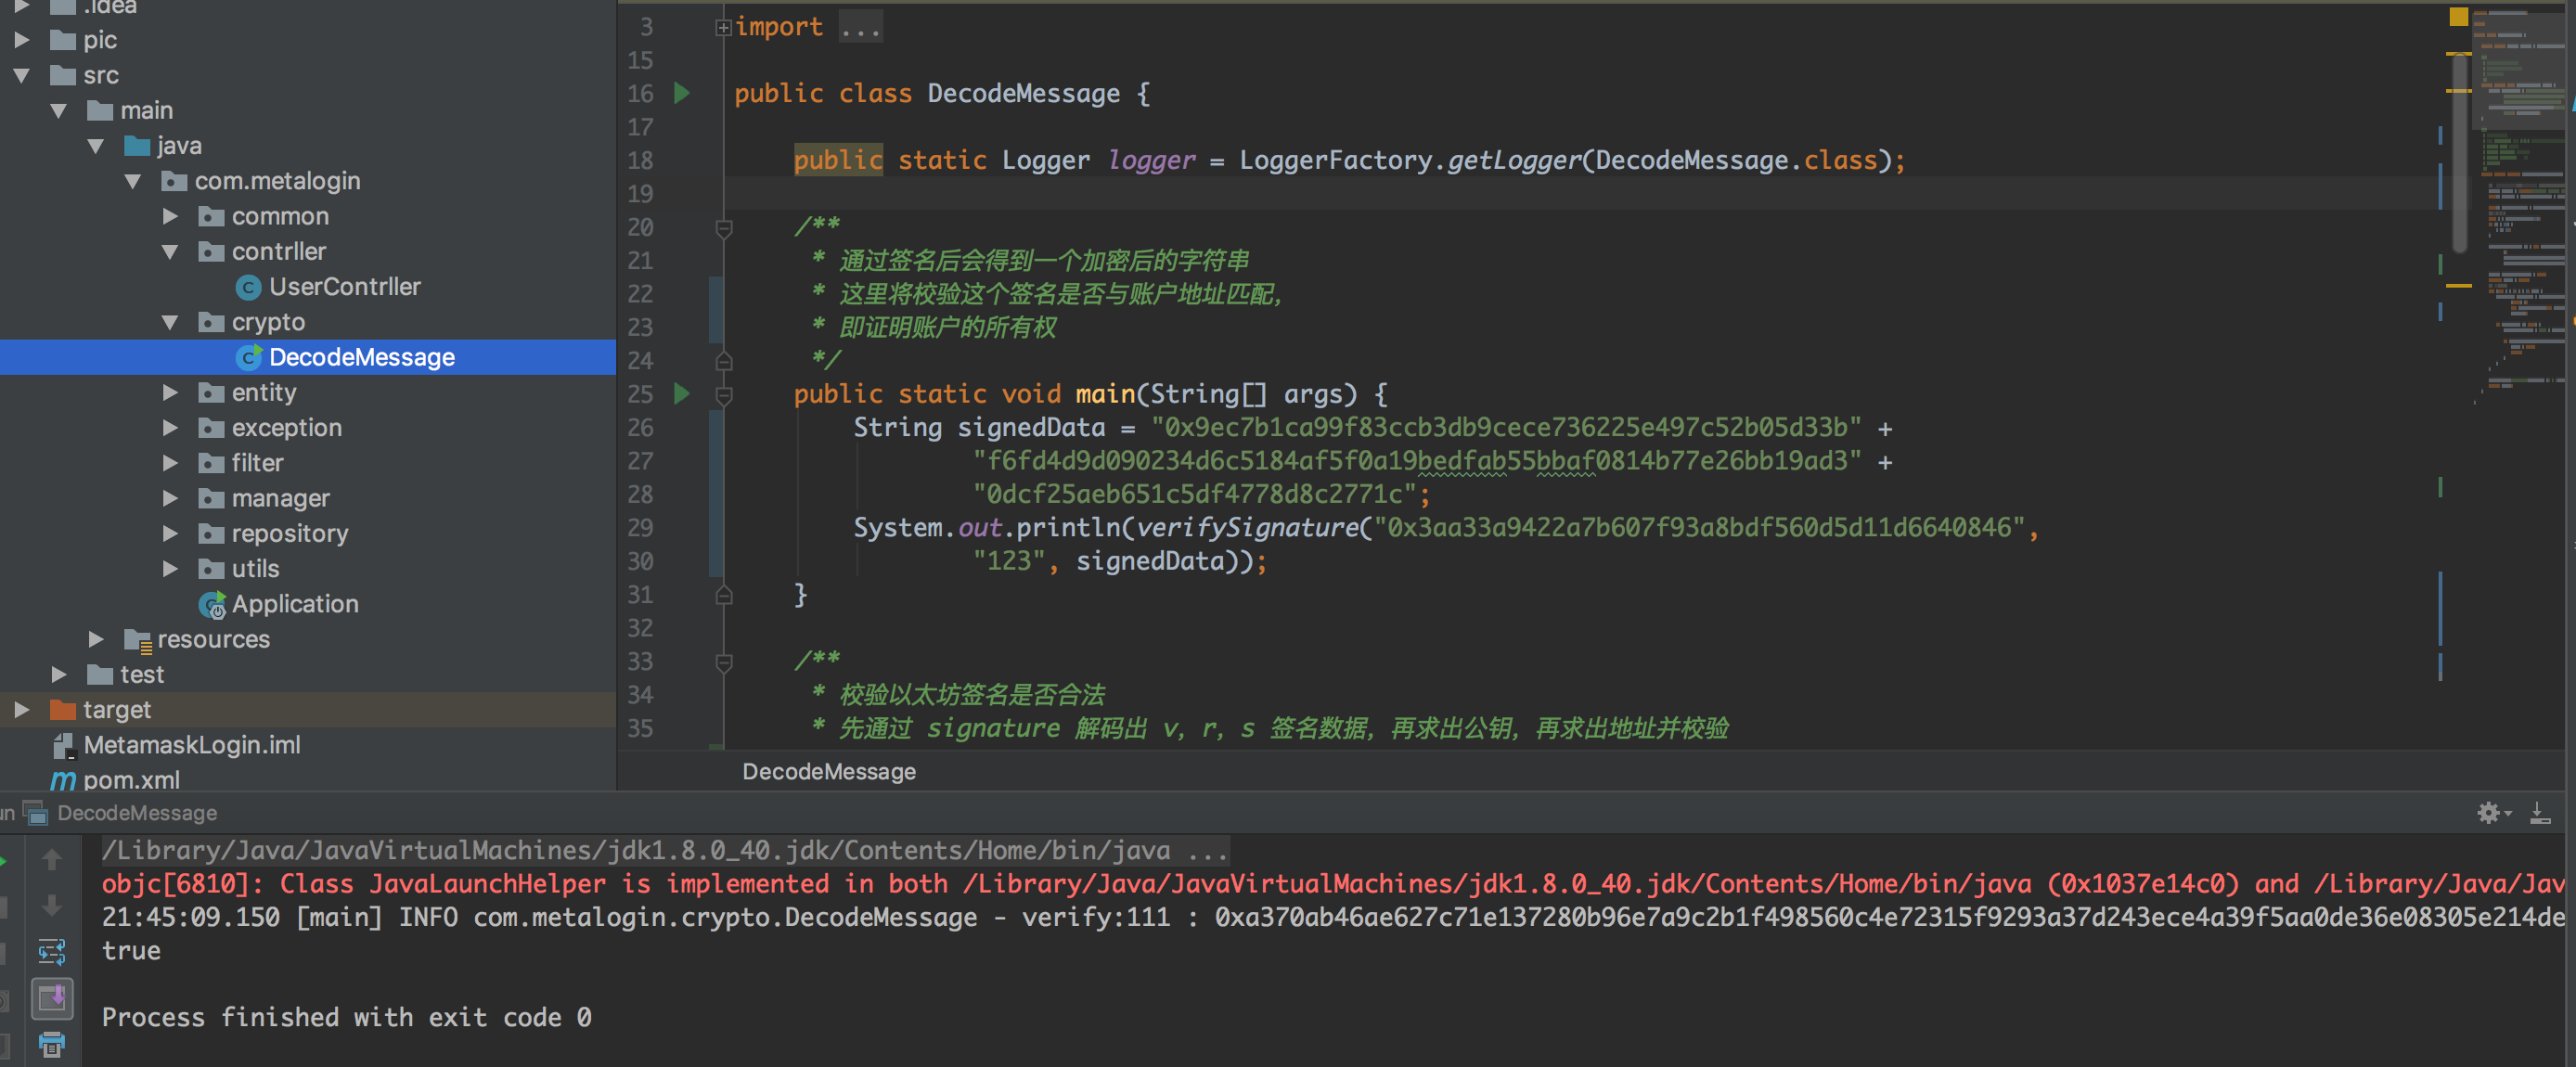 .idea
pic
src
main
java
com.metalogin
common
contrller
UserContrller
crypto
DecodeMessage
entity
exception
filter
manager
repository
utils
Application
resources
test
target
MetamaskLogin.iml
pom.xml
3 import ...
15
16 public class DecodeMessage {
17
18 public static Logger logger = LoggerFactory.getLogger(DecodeMessage.class);
19
20 /**
21 * 通过签名后会得到一个加密后的字符串
22 * 这里将校验这个签名是否与账户地址匹配,
23 * 即证明账户的所有权
24 */
25 public static void main(String[] args) {
26 String signedData = "0x9ec7b1ca99f83ccb3db9cece736225e497c52b05d33b" +
27 "f6fd4d9d090234d6c5184af5f0a19bedfab55bbaf0814b77e26bb19ad3" +
28 "0dcf25aeb651c5df4778d8c2771c";
29 System.out.println(verifySignature("0x3aa33a9422a7b607f93a8bdf560d5d11d6640846",
30 "123", signedData));
31 }
32
33 /**
34 * 校验以太坊签名是否合法
35 * 先通过 signature 解码出 v, r, s 签名数据, 再求出公钥, 再求出地址并校验
DecodeMessage
un DecodeMessage
/Library/Java/JavaVirtualMachines/jdk1.8.0_40.jdk/Contents/Home/bin/java ...
objc[6810]: Class JavaLaunchHelper is implemented in both /Library/Java/JavaVirtualMachines/jdk1.8.0_40.jdk/Contents/Home/bin/java (0x1037e14c0) and /Library/Java/Jav
21:45:09.150 [main] INFO com.metalogin.crypto.DecodeMessage - verify:111 : 0xa370ab46ae627c71e137280b96e7a9c2b1f498560c4e72315f9293a37d243ece4a39f5aa0de36e08305e214de
true
Process finished with exit code 0